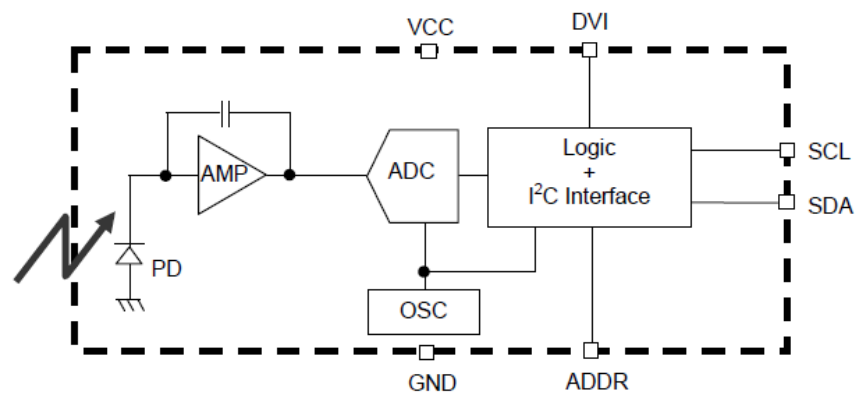 VCC
DVI
AMP
ADC
Logic
+
I²C Interface
SCL
SDA
PD
OSC
GND
ADDR